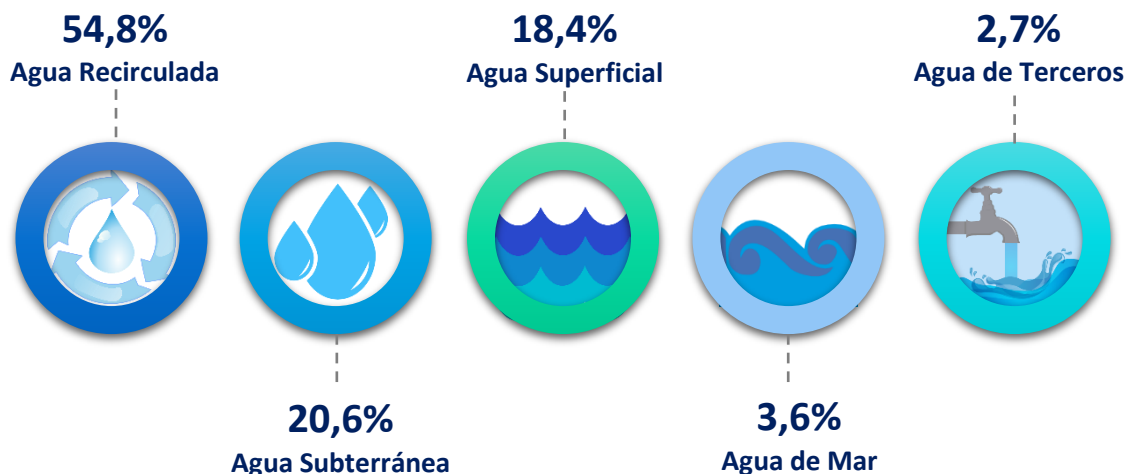 54,8%
Agua Recirculada
18,4%
Agua Superficial
2,7%
Agua de Terceros
20,6%
Agua Subterránea
3,6%
Agua de Mar